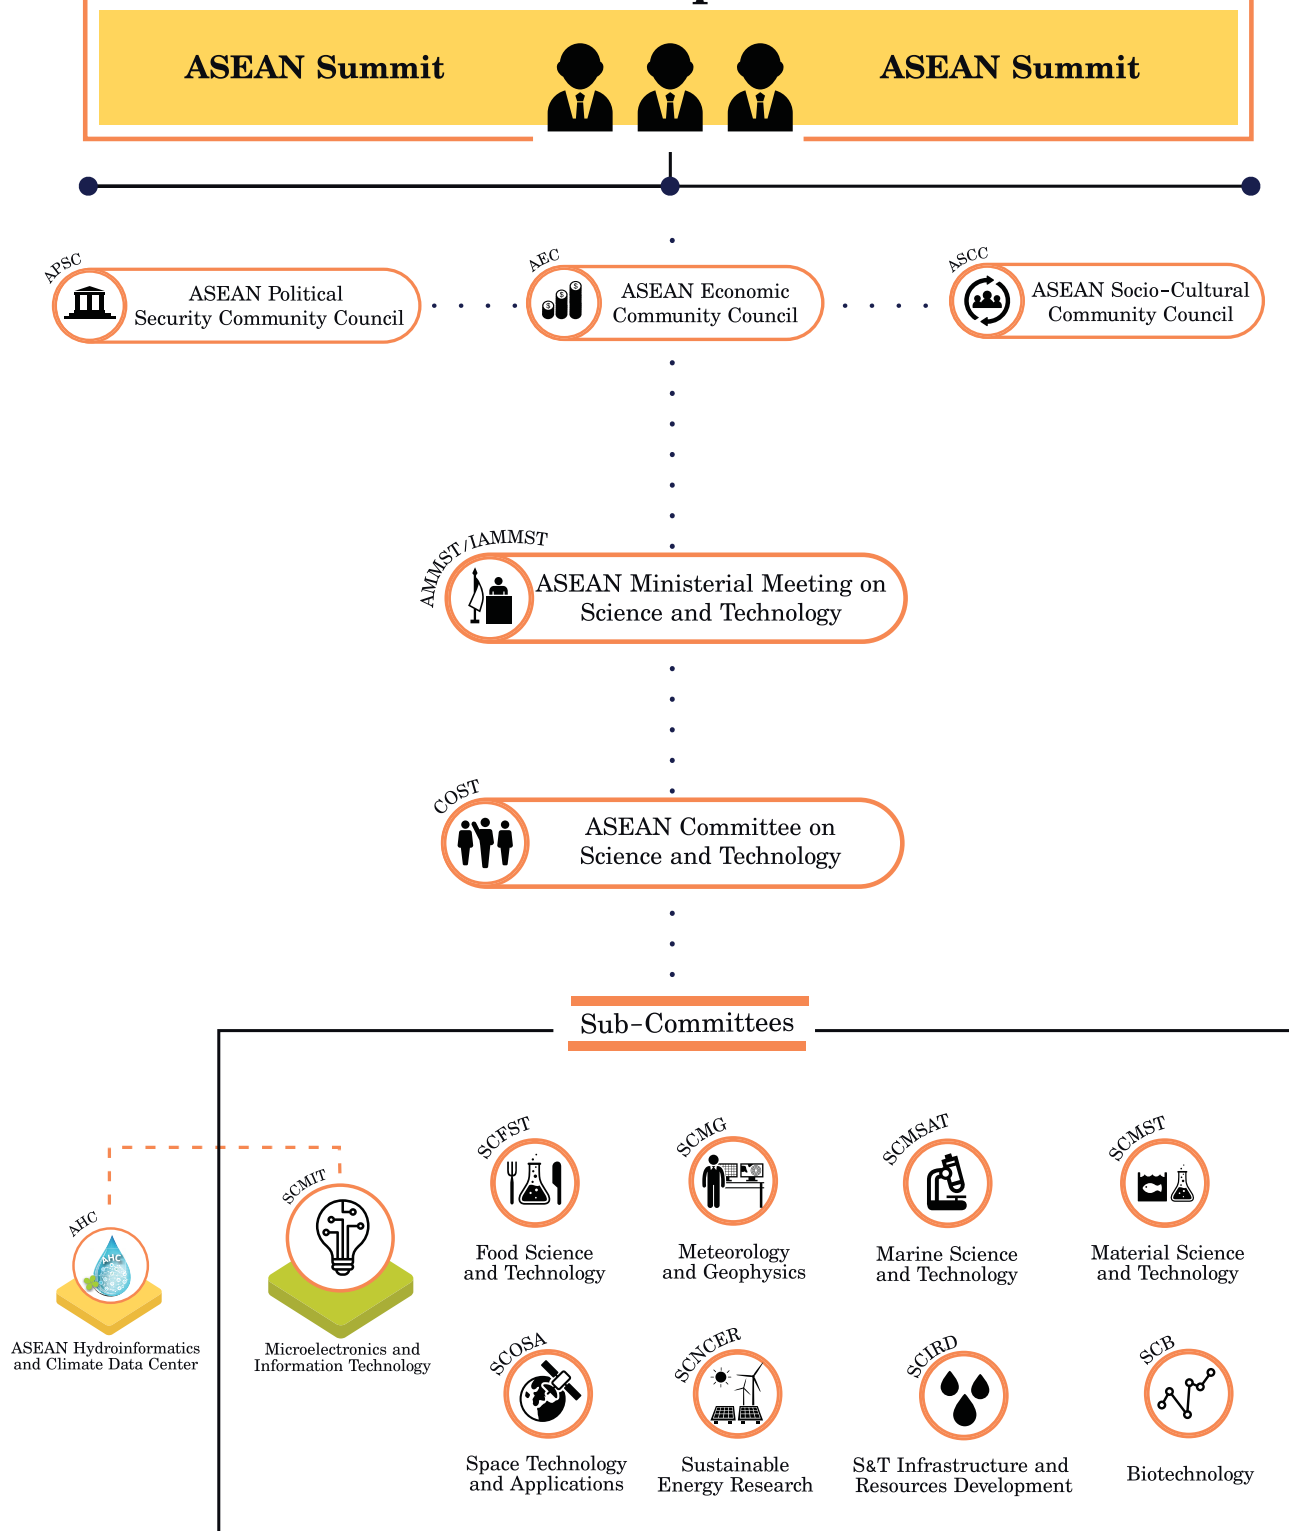 ASEAN Summit
ASEAN Summit
APSC
ASEAN Political
Security Community Council
AEC
ASEAN Economic
Community Council
ASCC
ASEAN Socio-Cultural
Community Council
AMMST/IAMMST
ASEAN Ministerial Meeting on
Science and Technology
COST
ASEAN Committee on
Science and Technology
Sub-Committees
AHC
AHC
ASEAN Hydroinformatics
and Climate Data Center
SCMIT
Microelectronics and
Information Technology
SCFST
Food Science
and Technology
SCMG
Meteorology
and Geophysics
SCMSAT
Marine Science
and Technology
SCMST
Material Science
and Technology
SCOSA
Space Technology
and Applications
SCNCER
Sustainable
Energy Research
SCIRD
S&T Infrastructure and
Resources Development
SCB
Biotechnology